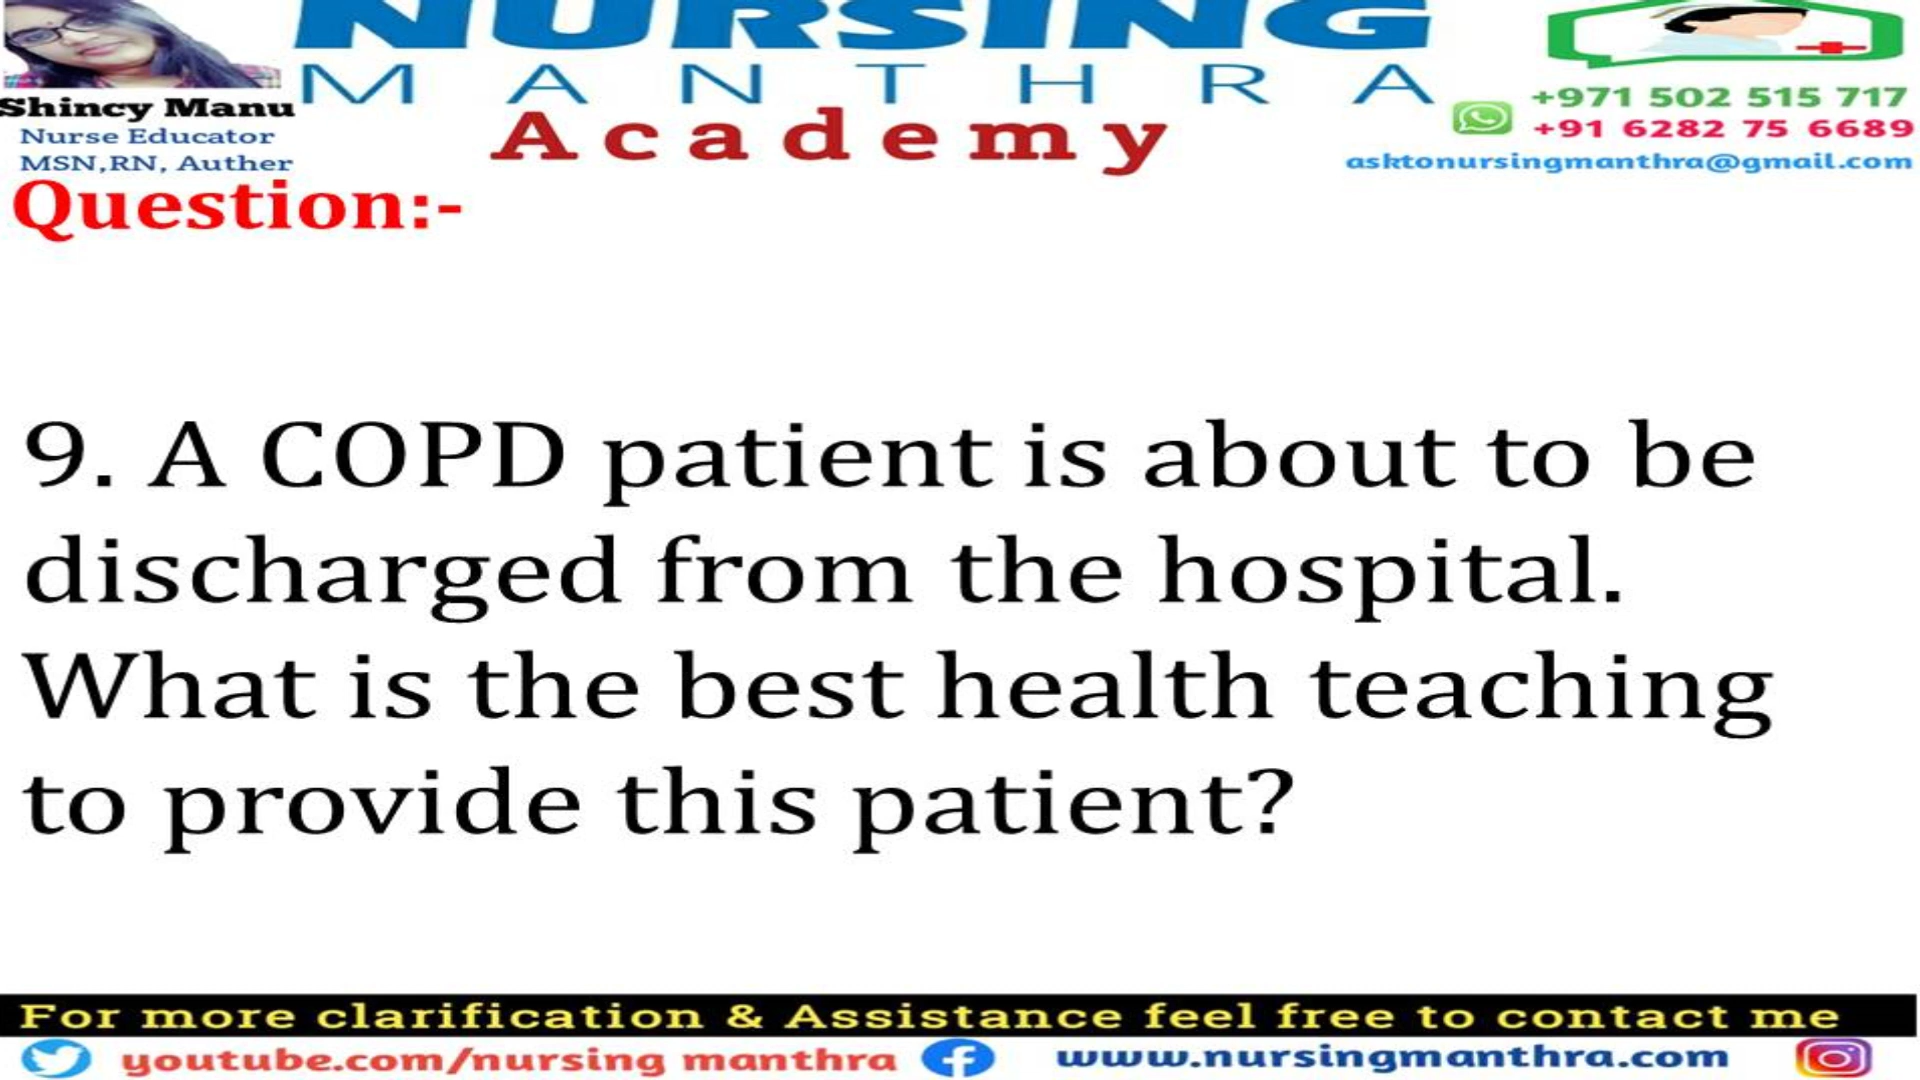 NURSING
MANTHRA
Academy
Shincy Manu
Nurse Educator
MSN,RN, Auther
+971 502 515 717
+91 6282 75 6689
asktonursingmanthra@gmail.com
Question:-
9. A COPD patient is about to be
discharged from the hospital.
What is the best health teaching
to provide this patient?
For more clarification & Assistance feel free to contact me
youtube.com/nursing manthra
www.nursingmanthra.com